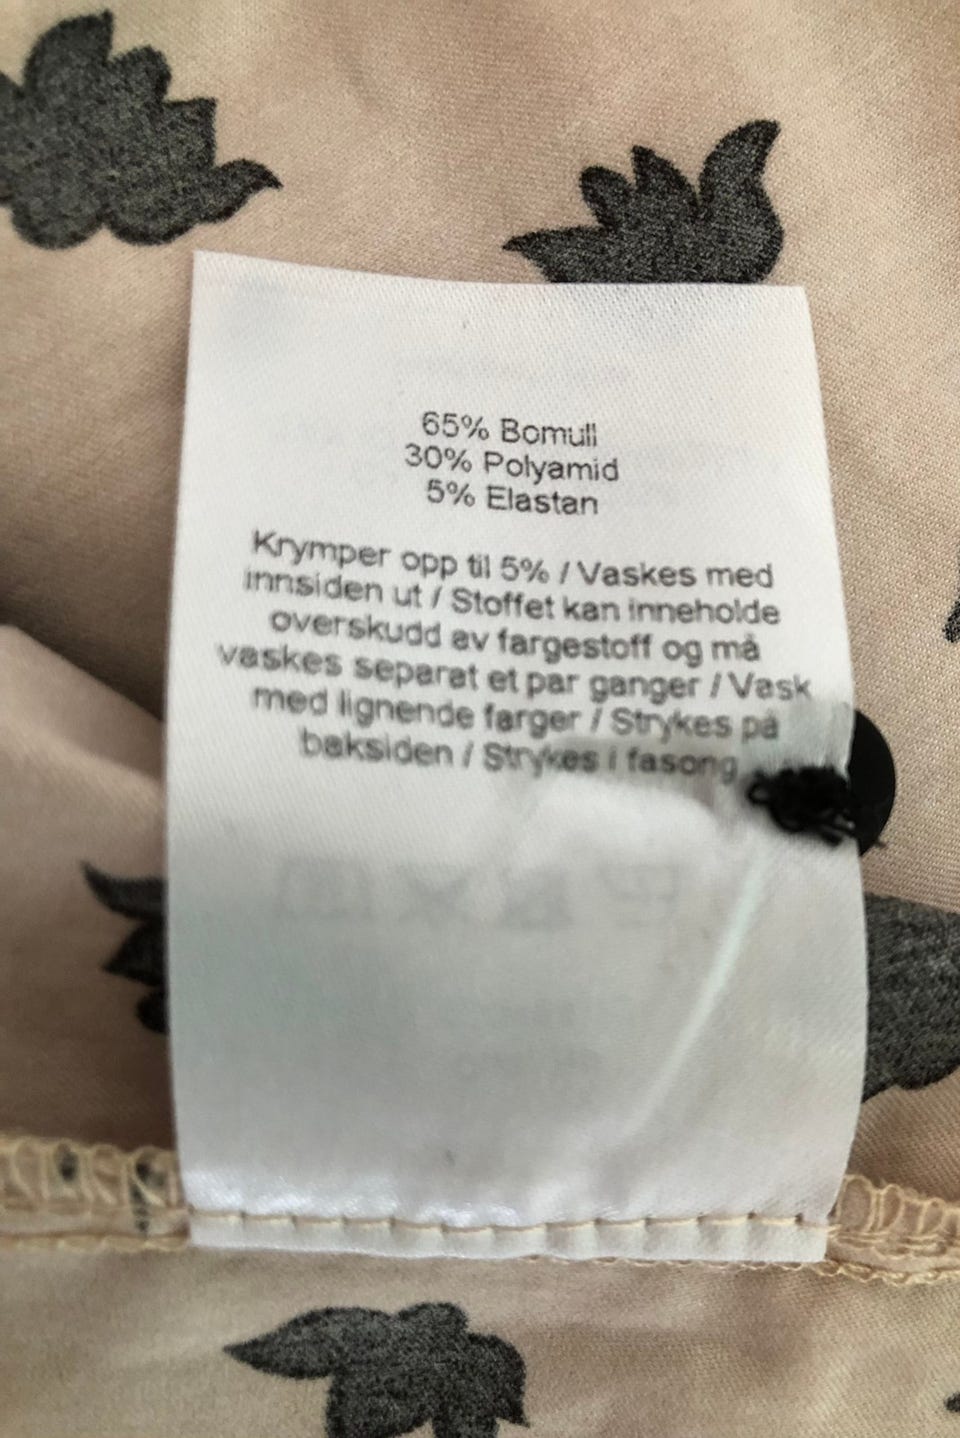 65% Bomull
30% Polyamid
5% Elastan
Krymper opp til 5% / Vaskes med
innsiden ut / Stoffet kan inneholde
overskudd av fargestoff og må
vaskes separat et par ganger / Vask
med lignende farger / Strykes på
baksiden / Strykes i fasong